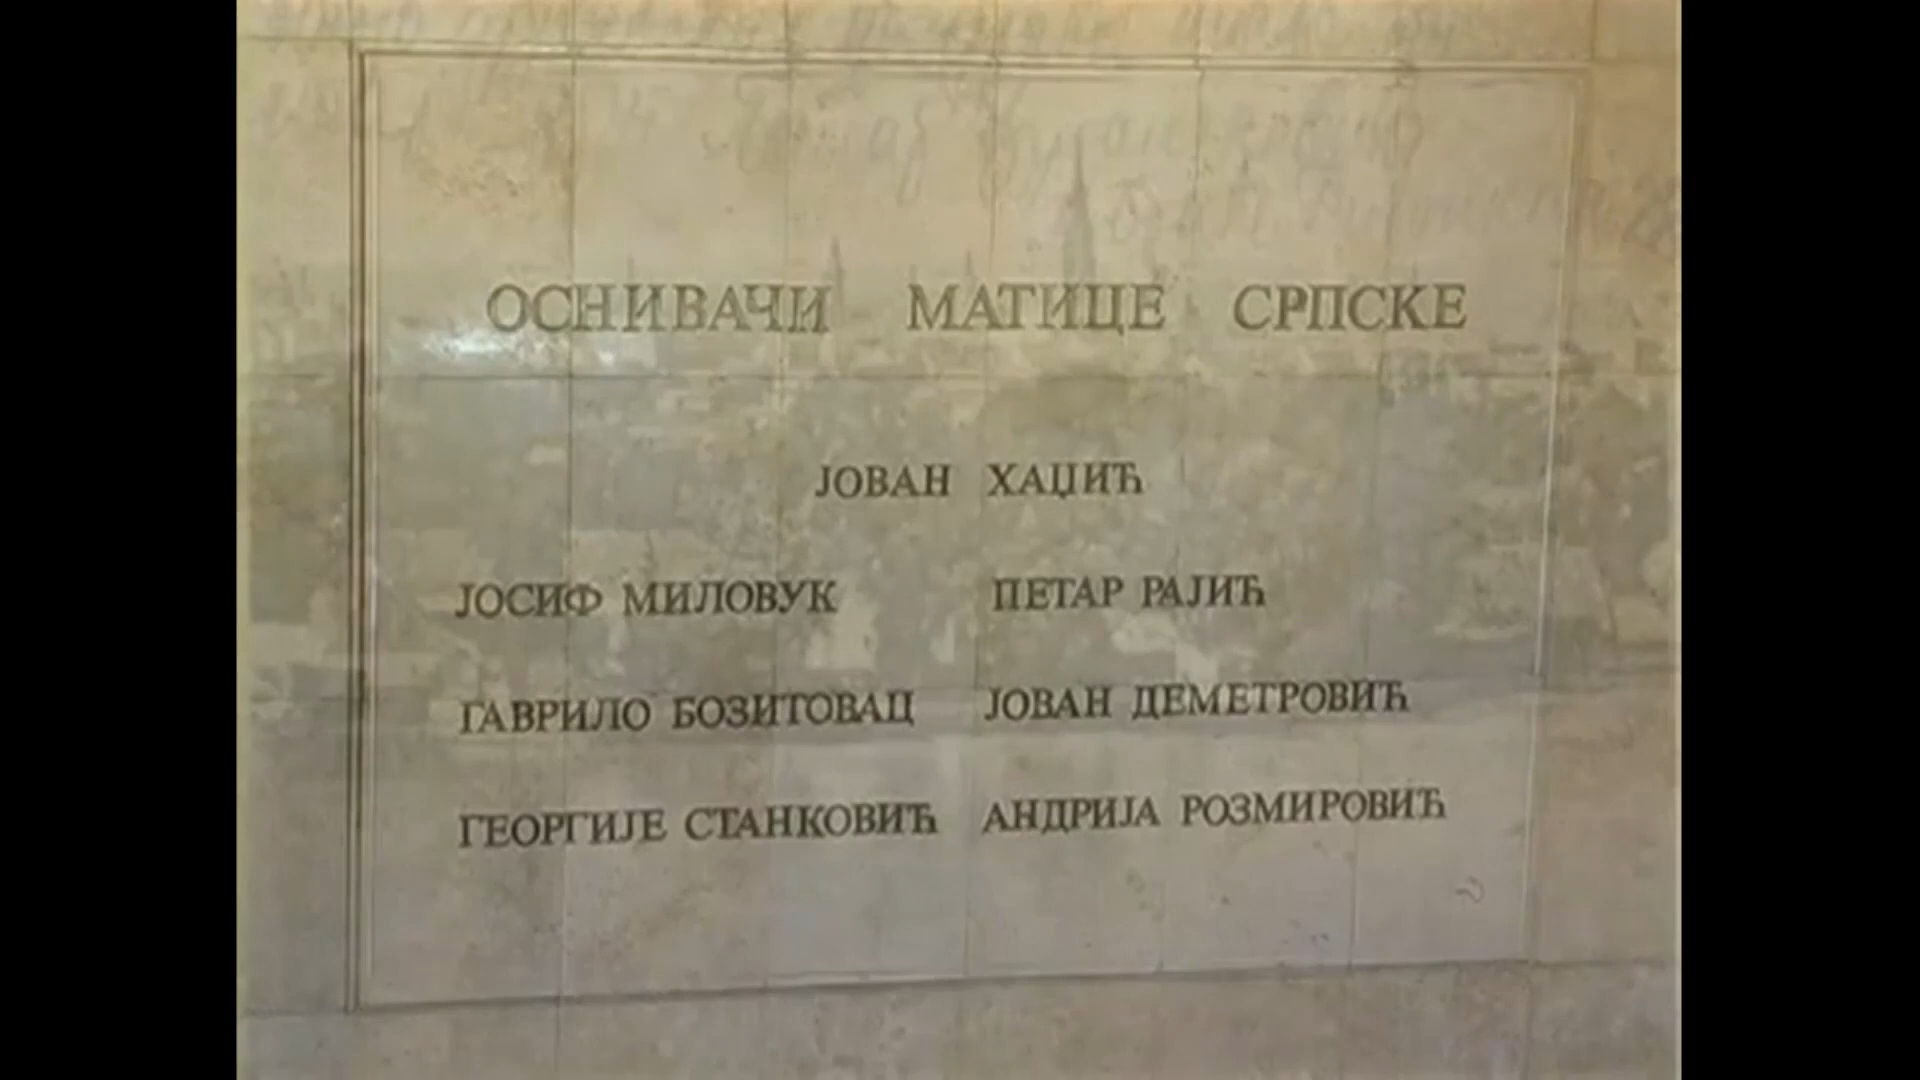 ОСНИВАЧИ МАТИЦЕ СРПСКЕ
ЈОВАН ХАЏИЋ
ЈОСИФ МИЛОВУК ПЕТАР РАЈИЋ
ГАВРИЛО БОЗИТОВАЦ ЈОВАН ДЕМЕТРОВИЋ
ГЕОРГИЈЕ СТАНКОВИЋ АНДРИЈА РОЗМИРОВИЋ